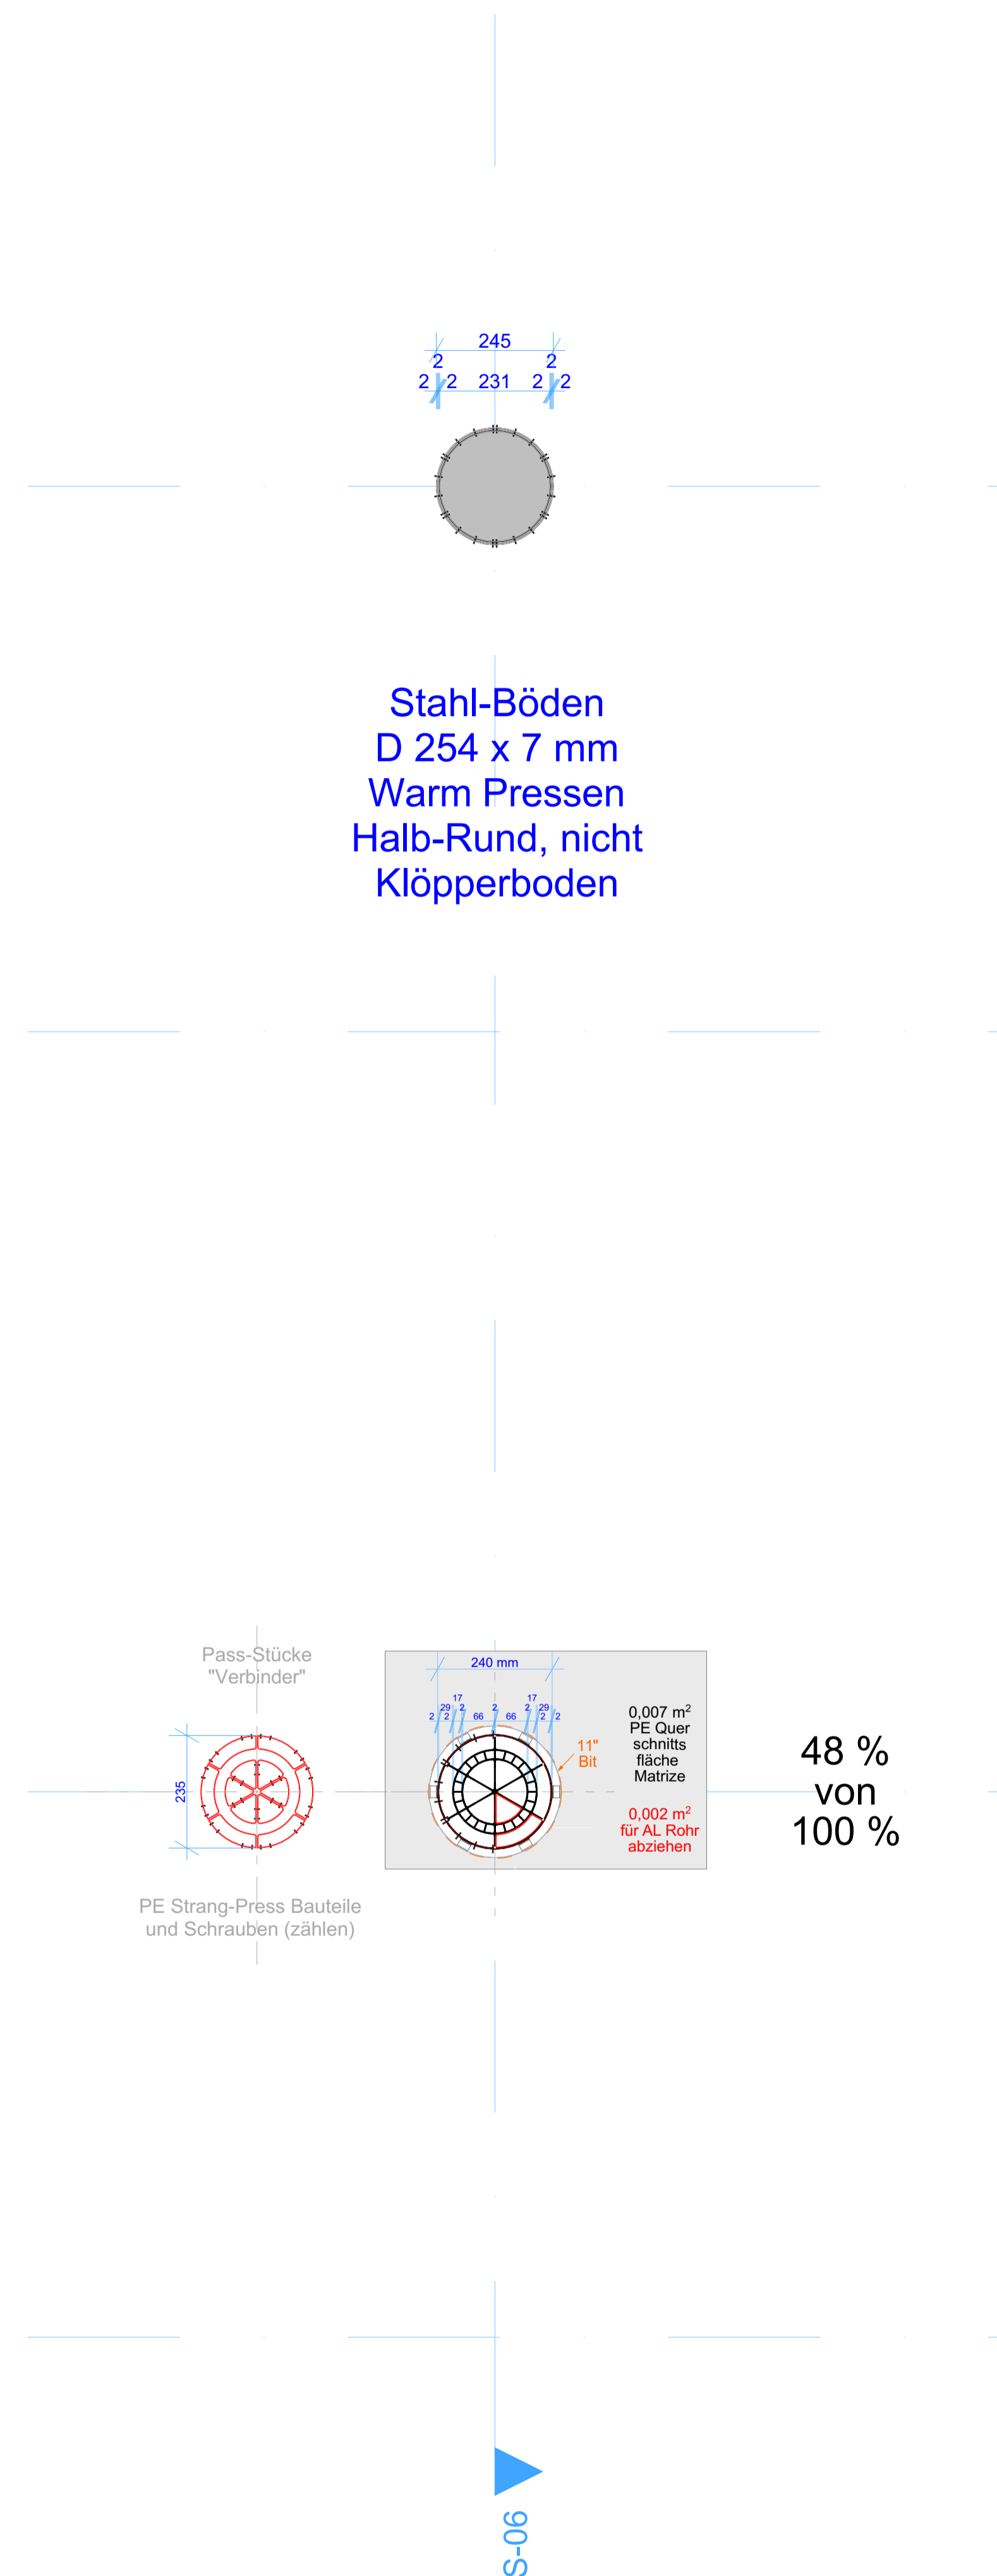 245
2 2
2 2 231 2 2
Stahl-Böden
D 254 x 7 mm
Warm Pressen
Halb-Rund, nicht
Klöpperboden
Pass-Stücke
"Verbinder"
235
PE Strang-Press Bauteile
und Schrauben (zählen)
240 mm
17 17
29 2 2 2 29
2 2 66 66 2 2
11"
Bit
0,007 m²
PE Quer
schnitts
fläche
Matrize
0,002 m²
für AL Rohr
abziehen
48 %
von
100 %
S-06